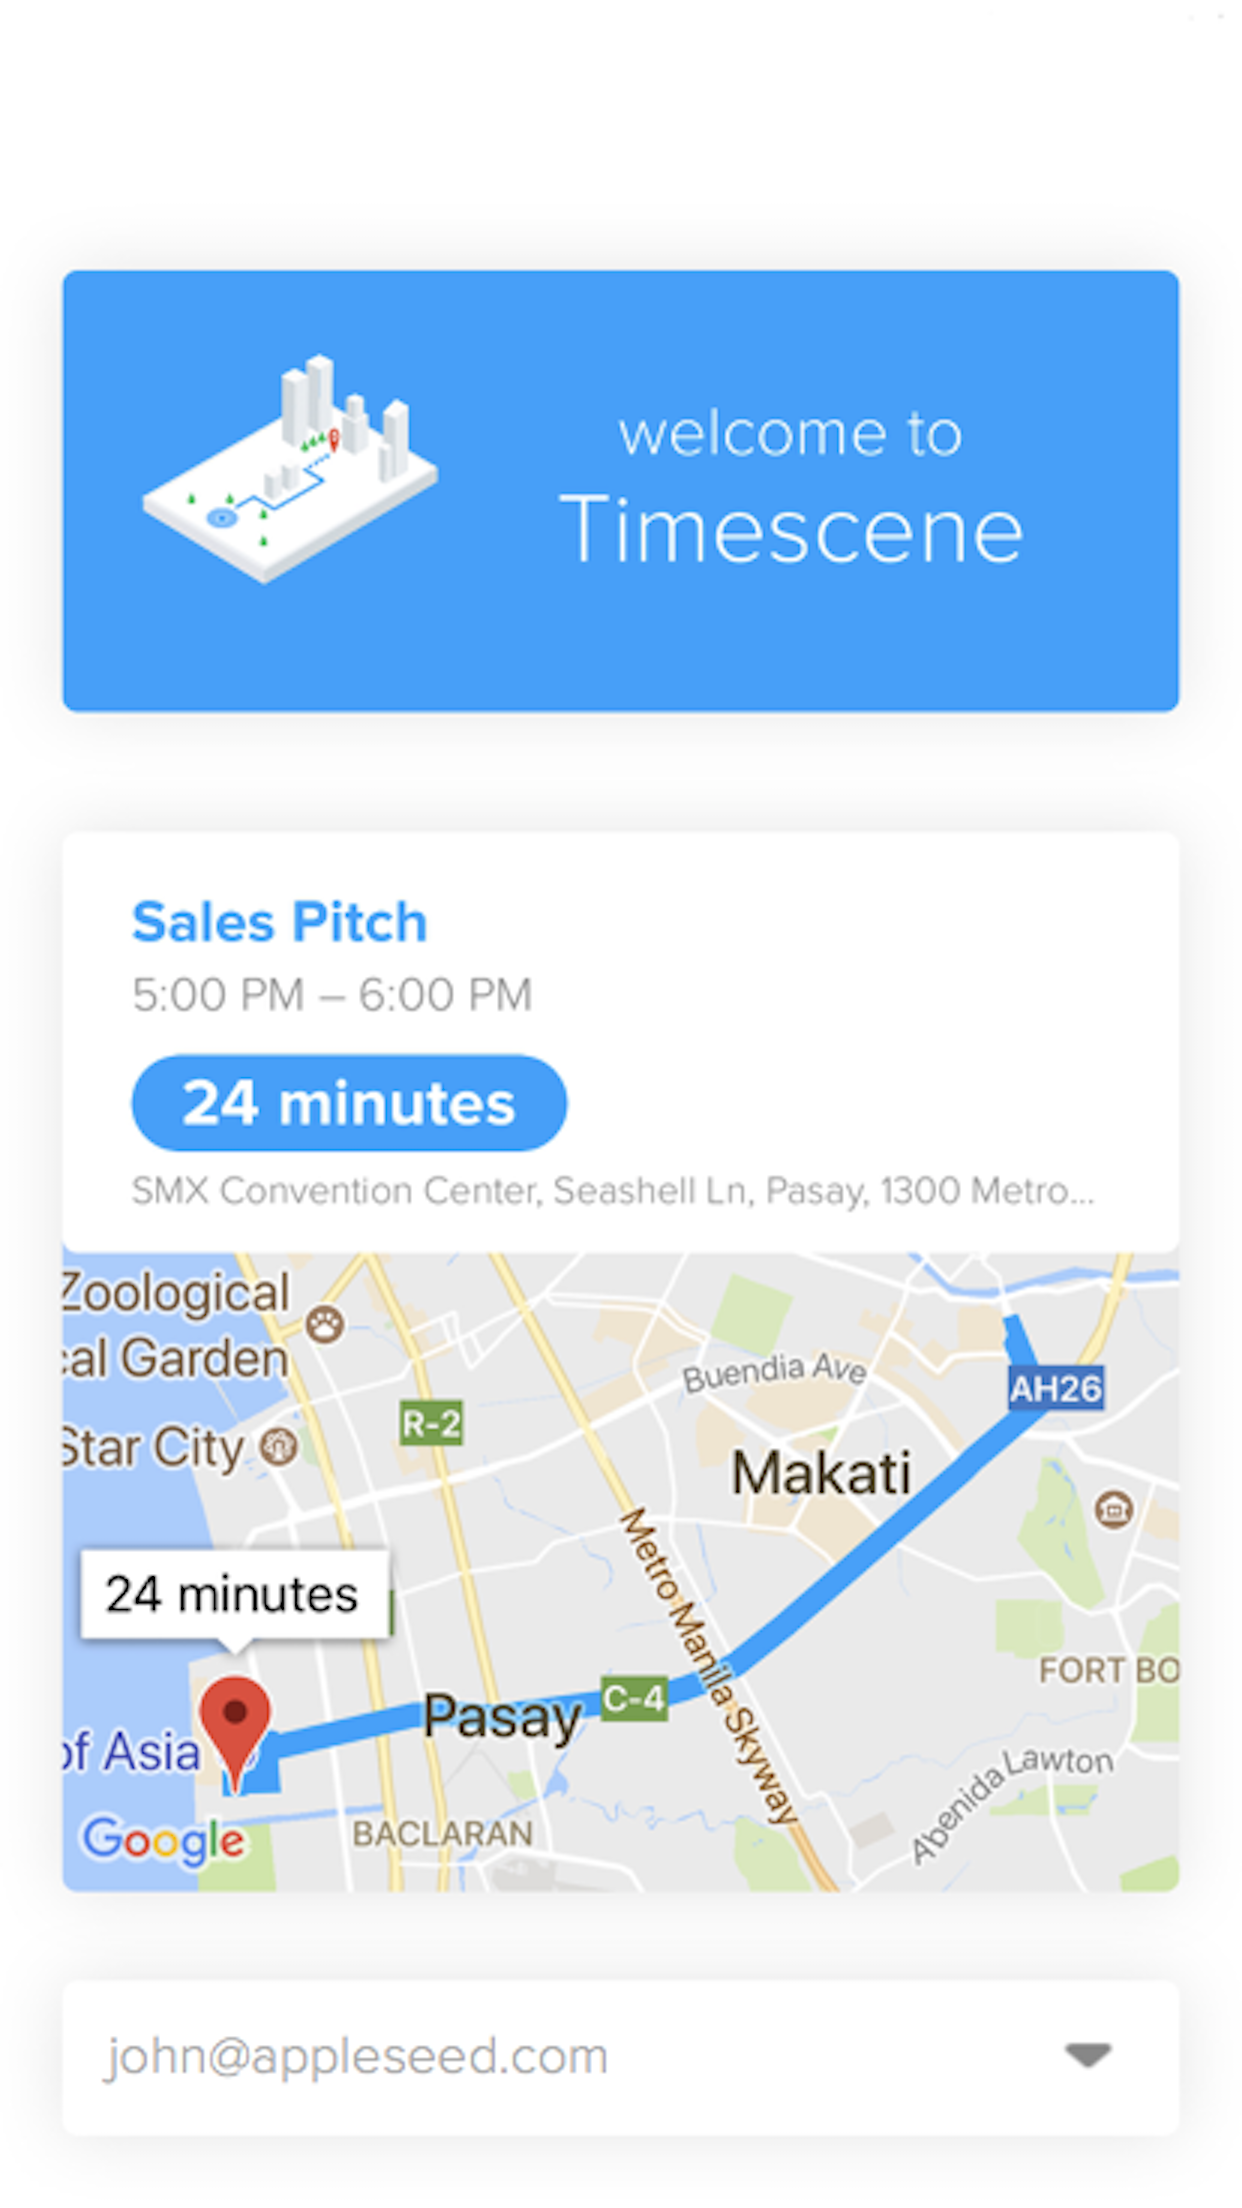 welcome to
Timescene
Sales Pitch
5:00 PM – 6:00 PM
24 minutes
SMX Convention Center, Seashell Ln, Pasay, 1300 Metro...
Zoological
cal Garden
Star City
R-2
Buendia Ave
AH26
Makati
Metro Manila Skyway
24 minutes
FORT BO
C-4
Pasay
of Asia
Abenida Lawton
Google
BACLARAN
john@appleseed.com